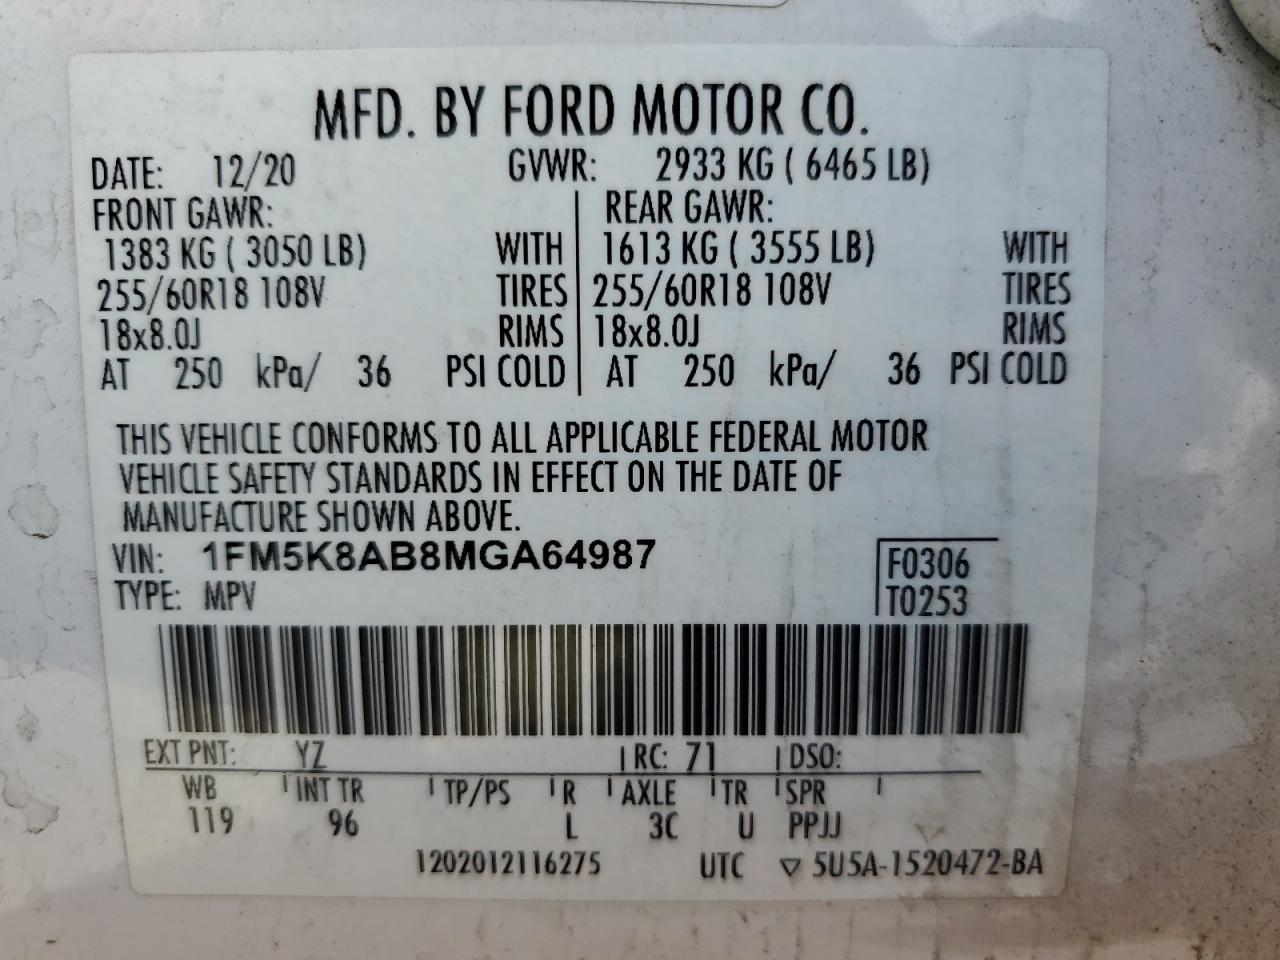 MFD. BY FORD MOTOR CO.
DATE: 12/20 GVWR: 2933 KG ( 6465 LB)
FRONT GAWR: REAR GAWR:
1383 KG ( 3050 LB) WITH 1613 KG ( 3555 LB) WITH
255/60R18 108V TIRES 255/60R18 108V TIRES
18x8.0J RIMS 18x8.0J RIMS
AT 250 kPa/ 36 PSI COLD AT 250 kPa/ 36 PSI COLD
THIS VEHICLE CONFORMS TO ALL APPLICABLE FEDERAL MOTOR
VEHICLE SAFETY STANDARDS IN EFFECT ON THE DATE OF
MANUFACTURE SHOWN ABOVE.
VIN: 1FM5K8AB8MGA64987 F0306
TYPE: MPV T0253
EXT PNT: YZ RC: 71 DSO:
WB INT TR TP/PS R AXLE TR SPR
119 96 L 3C U PPJJ
1202012116275 UTC ▽ 5U5A-1520472-BA